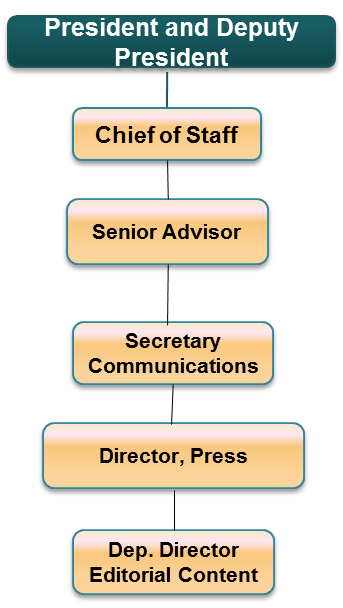 President and Deputy
President
Chief of Staff
Senior Advisor
Secretary
Communications
Director, Press
Dep. Director
Editorial Content